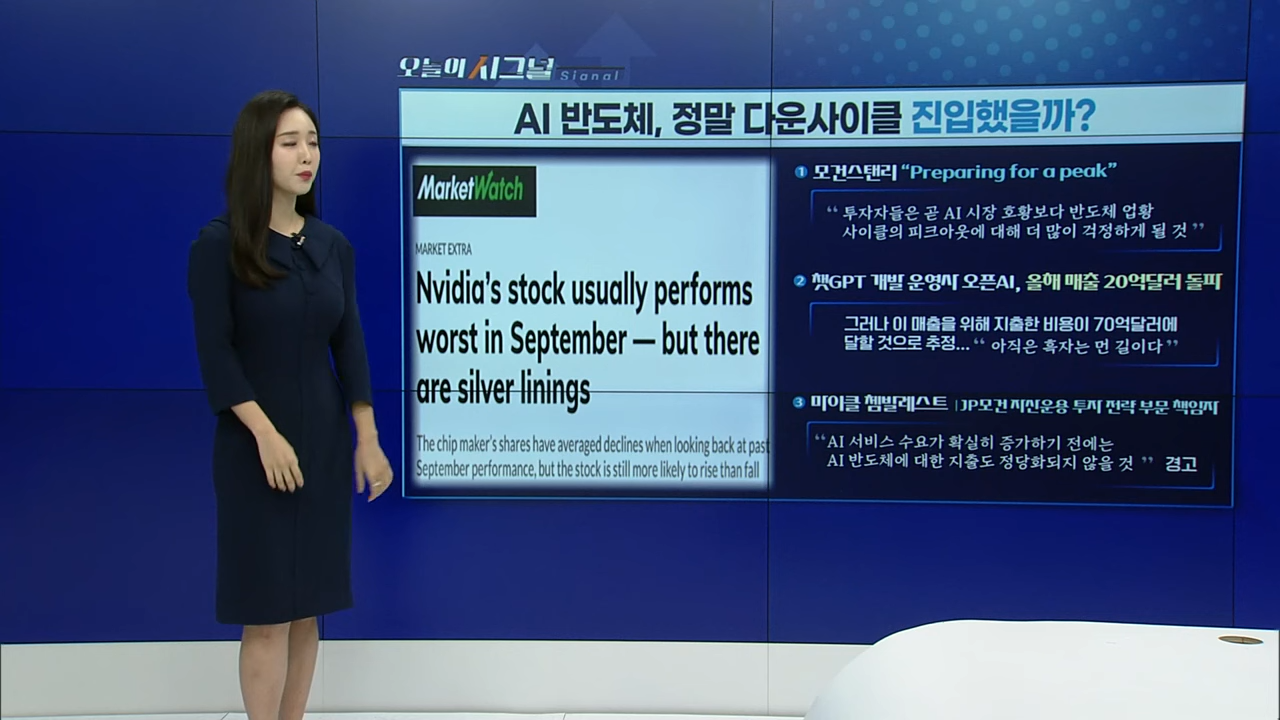 오늘의 시그널
Signal
AI 반도체, 정말 다운사이클 진입했을까?
MarketWatch
MARKET EXTRA
Nvidia's stock usually performs
worst in September — but there
are silver linings
The chip maker's shares have averaged declines when looking back at past
September performance, but the stock is still more likely to rise than fall
① 모건스탠리 "Preparing for a peak"
“ 투자자들은 곧 AI 시장 호황보다 반도체 업황
사이클의 피크아웃에 대해 더 많이 걱정하게 될 것 ”
② 챗GPT 개발 운영사 오픈AI, 올해 매출 20억달러 돌파
그러나 이 매출을 위해 지출한 비용이 70억달러에
달할 것으로 추정... “ 아직은 흑자는 먼 길이다 ”
③ 마이클 쳄발레스트 | JP모건 자산운용 투자 전략 부문 책임자
“ AI 서비스 수요가 확실히 증가하기 전에는
AI 반도체에 대한 지출도 정당화되지 않을 것 ” 경고